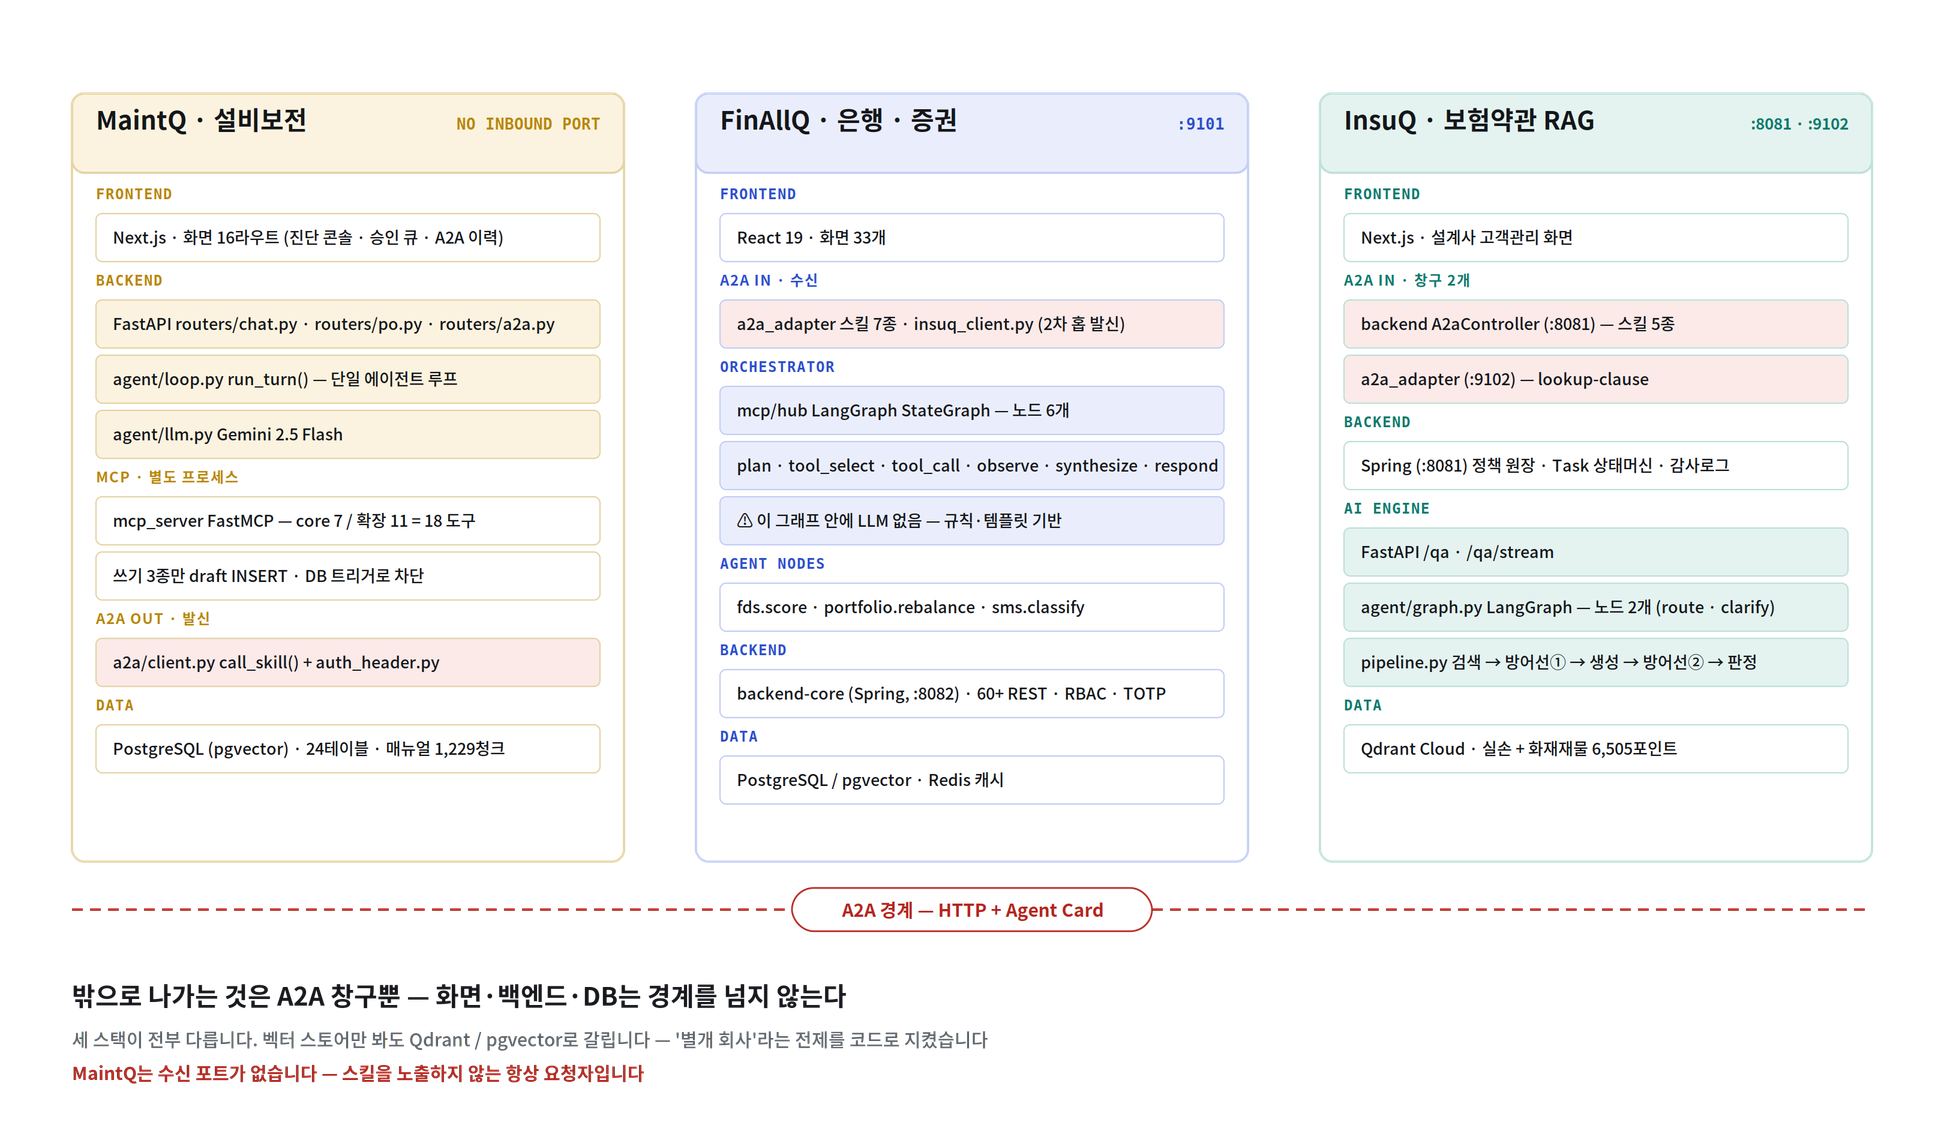 MaintQ · 설비보전
NO INBOUND PORT
FRONTEND
Next.js · 화면 16라우트 (진단 콘솔 · 승인 큐 · A2A 이력)
BACKEND
FastAPI routers/chat.py · routers/po.py · routers/a2a.py
agent/loop.py run_turn() — 단일 에이전트 루프
agent/llm.py Gemini 2.5 Flash
MCP · 별도 프로세스
mcp_server FastMCP — core 7 / 확장 11 = 18 도구
쓰기 3종만 draft INSERT · DB 트리거로 차단
A2A OUT · 발신
a2a/client.py call_skill() + auth_header.py
DATA
PostgreSQL (pgvector) · 24테이블 · 매뉴얼 1,229청크
FinAllQ · 은행 · 증권
:9101
FRONTEND
React 19 · 화면 33개
A2A IN · 수신
a2a_adapter 스킬 7종 · insuq_client.py (2차 홉 발신)
ORCHESTRATOR
mcp/hub LangGraph StateGraph — 노드 6개
plan · tool_select · tool_call · observe · synthesize · respond
⚠ 이 그래프 안에 LLM 없음 — 규칙·템플릿 기반
AGENT NODES
fds.score · portfolio.rebalance · sms.classify
BACKEND
backend-core (Spring, :8082) · 60+ REST · RBAC · TOTP
DATA
PostgreSQL / pgvector · Redis 캐시
InsuQ · 보험약관 RAG
:8081 · :9102
FRONTEND
Next.js · 설계사 고객관리 화면
A2A IN · 창구 2개
backend A2aController (:8081) — 스킬 5종
a2a_adapter (:9102) — lookup-clause
BACKEND
Spring (:8081) 정책 원장 · Task 상태머신 · 감사로그
AI ENGINE
FastAPI /qa · /qa/stream
agent/graph.py LangGraph — 노드 2개 (route · clarify)
pipeline.py 검색 → 방어선① → 생성 → 방어선② → 판정
DATA
Qdrant Cloud · 실손 + 화재재물 6,505포인트
A2A 경계 — HTTP + Agent Card
밖으로 나가는 것은 A2A 창구뿐 — 화면·백엔드·DB는 경계를 넘지 않는다
세 스택이 전부 다릅니다. 벡터 스토어만 봐도 Qdrant / pgvector로 갈립니다 — '별개 회사'라는 전제를 코드로 지켰습니다
MaintQ는 수신 포트가 없습니다 — 스킬을 노출하지 않는 항상 요청자입니다